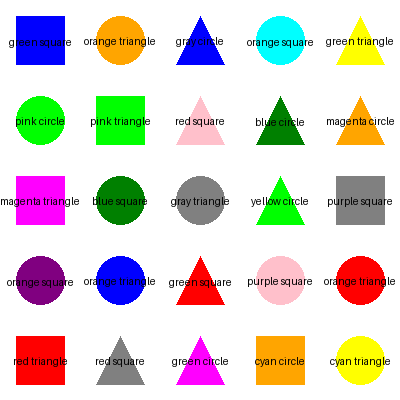 green square orange triangle gray circle orange square green triangle
pink circle pink triangle red square blue circle magenta circle
magenta triangle blue square gray triangle yellow circle purple square
orange square orange triangle green square purple square orange triangle
red triangle red square green circle cyan circle cyan triangle